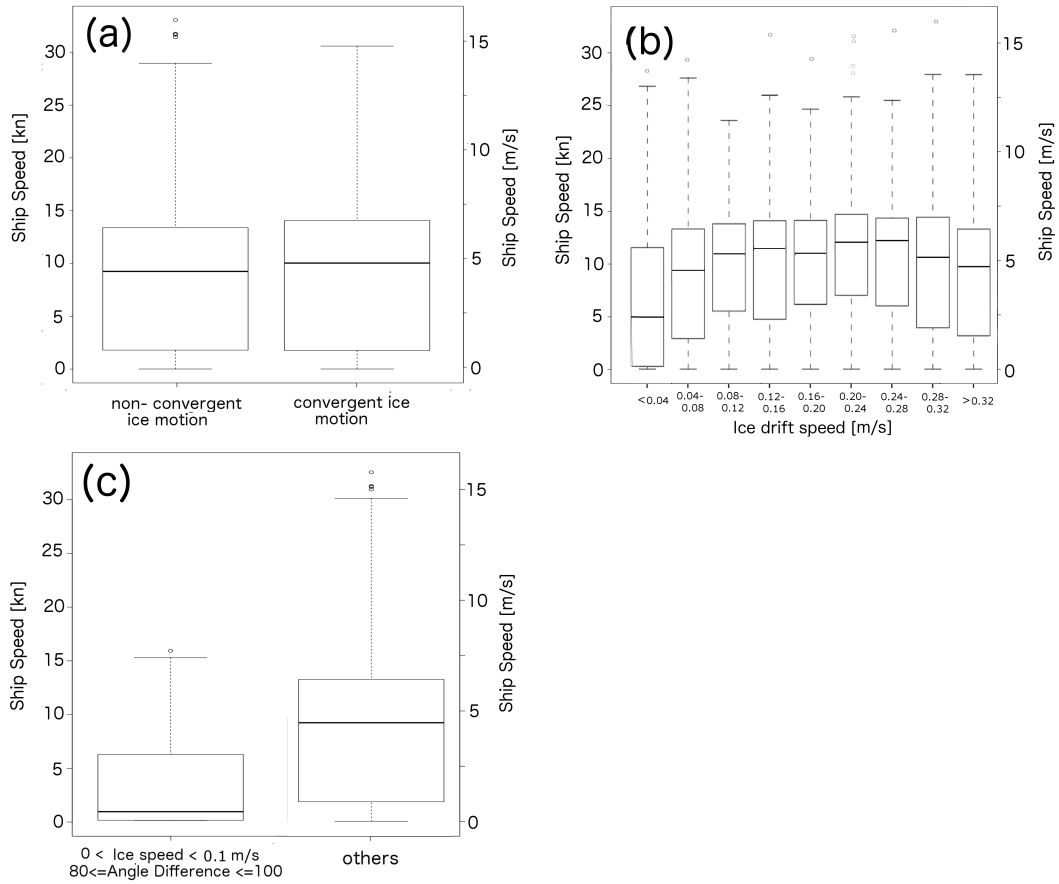 (a)
30
25
20
15
10
5
0
Ship Speed [kn]
15
10
5
0
Ship Speed [m/s]
non- convergent
ice motion
convergent ice
motion
(b)
30
25
20
15
10
5
0
Ship Speed [kn]
15
10
5
0
Ship Speed [m/s]
<0.04
0.04-
0.08
0.08-
0.12
0.12-
0.16
0.16-
0.20
0.20-
0.24
0.24-
0.28
0.28-
0.32
>0.32
Ice drift speed [m/s]
(c)
30
25
20
15
10
5
0
Ship Speed [kn]
15
10
5
0
Ship Speed [m/s]
0 < Ice speed < 0.1 m/s
80<=Angle Difference <=100
others